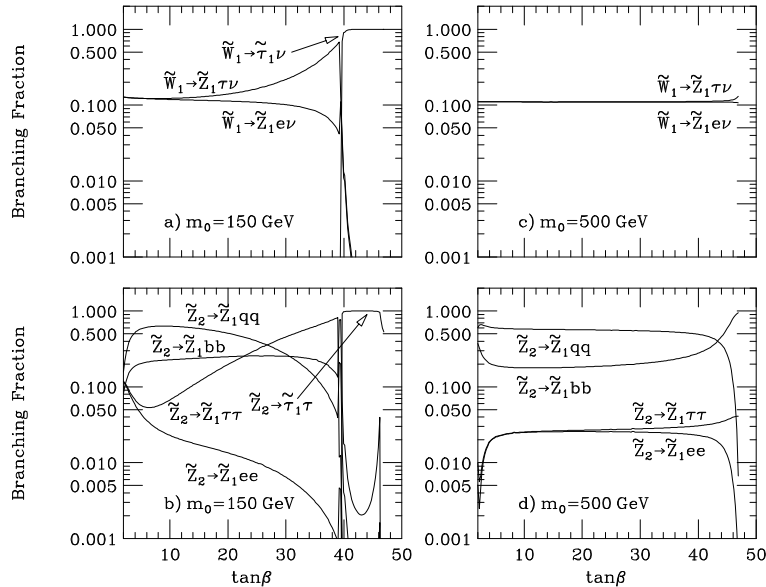 Branching Fraction
1.000
0.100
0.050
0.010
0.005
0.001
W̃₁→τ̃₁ν
W̃₁→Z̃₁τν
W̃₁→Z̃₁eν
a) m₀=150 GeV
1.000
0.500
0.100
0.050
0.010
0.005
0.001
W̃₁→Z̃₁τν
W̃₁→Z̃₁eν
c) m₀=500 GeV
Branching Fraction
1.000
0.500
0.100
0.050
0.010
0.005
0.001
Z̃₂→Z̃₁qq
Z̃₂→Z̃₁bb
Z̃₂→Z̃₁ττ
Z̃₂→τ̃₁τ
Z̃₂→Z̃₁ee
b) m₀=150 GeV
10 20 30 40 50
tanβ
1.000
0.500
0.100
0.050
0.010
0.005
0.001
Z̃₂→Z̃₁qq
Z̃₂→Z̃₁bb
Z̃₂→Z̃₁ττ
Z̃₂→Z̃₁ee
d) m₀=500 GeV
10 20 30 40 50
tanβ